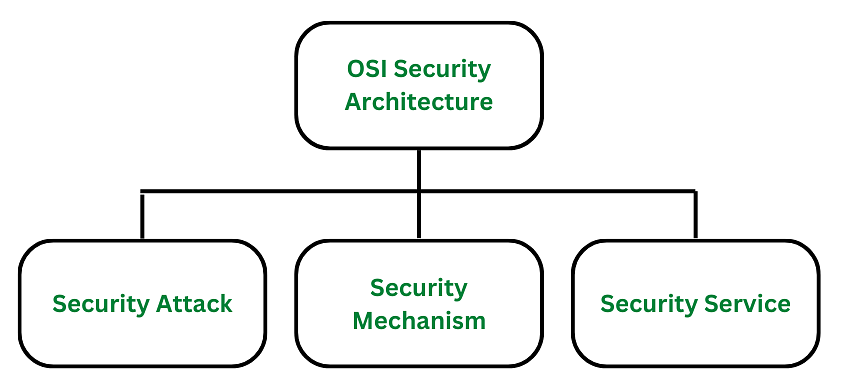 OSI Security
Architecture
Security Attack
Security
Mechanism
Security Service